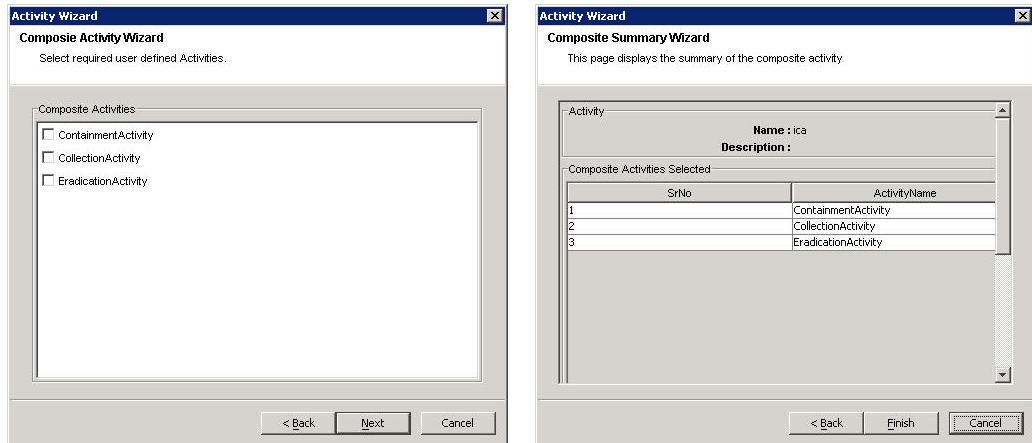 Activity Wizard
Composie Activity Wizard
Select required user defined Activities.
Composite Activities
ContainmentActivity
CollectionActivity
EradicationActivity
< Back
Next
Cancel
Activity Wizard
Composite Summary Wizard
This page displays the summary of the composite activity
Activity
Name : ica
Description :
Composite Activities Selected
SrNo ActivityName
1 ContainmentActivity
2 CollectionActivity
3 EradicationActivity
< Back
Finish
Cancel